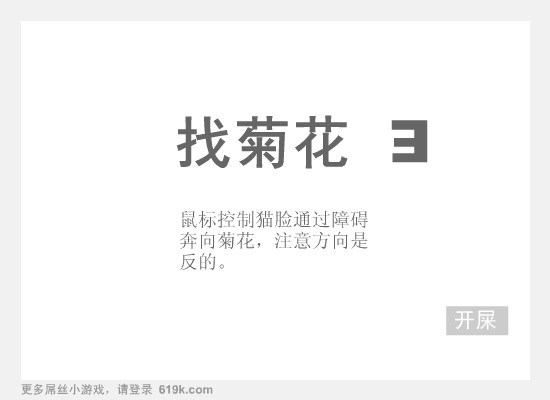 找菊花 3
鼠标控制猫脸通过障碍
奔向菊花，注意方向是
反的。
开屎
更多屌丝小游戏，请登录 619k.com